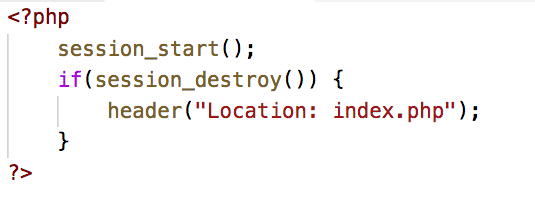 <?php
session_start();
if(session_destroy()) {
header("Location: index.php");
}
?>